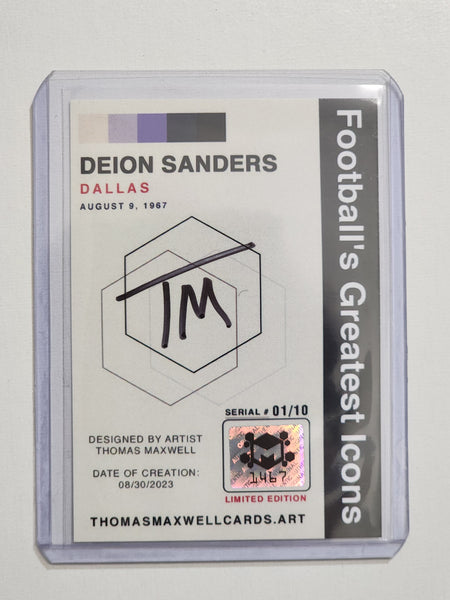 DEION SANDERS
DALLAS
AUGUST 9, 1967
Football's Greatest Icons
TM
SERIAL # 01/10
1467
LIMITED EDITION
DESIGNED BY ARTIST
THOMAS MAXWELL
DATE OF CREATION:
08/30/2023
THOMASMAXWELLCARDS.ART